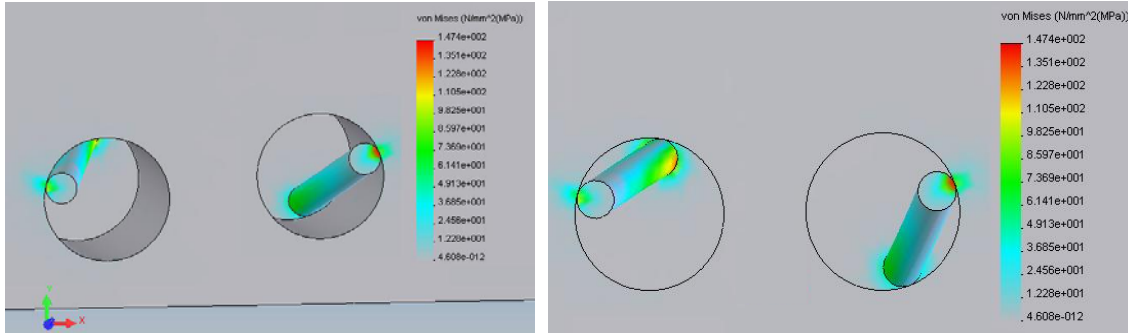 von Mises (N/mm^2(MPa))
1.474e+002
1.351e+002
1.228e+002
1.105e+002
9.825e+001
8.597e+001
7.369e+001
6.141e+001
4.913e+001
3.685e+001
2.456e+001
1.228e+001
4.608e-012
Y
X
von Mises (N/mm^2(MPa))
1.474e+002
1.351e+002
1.228e+002
1.105e+002
9.825e+001
8.597e+001
7.369e+001
6.141e+001
4.913e+001
3.685e+001
2.456e+001
1.228e+001
4.608e-012